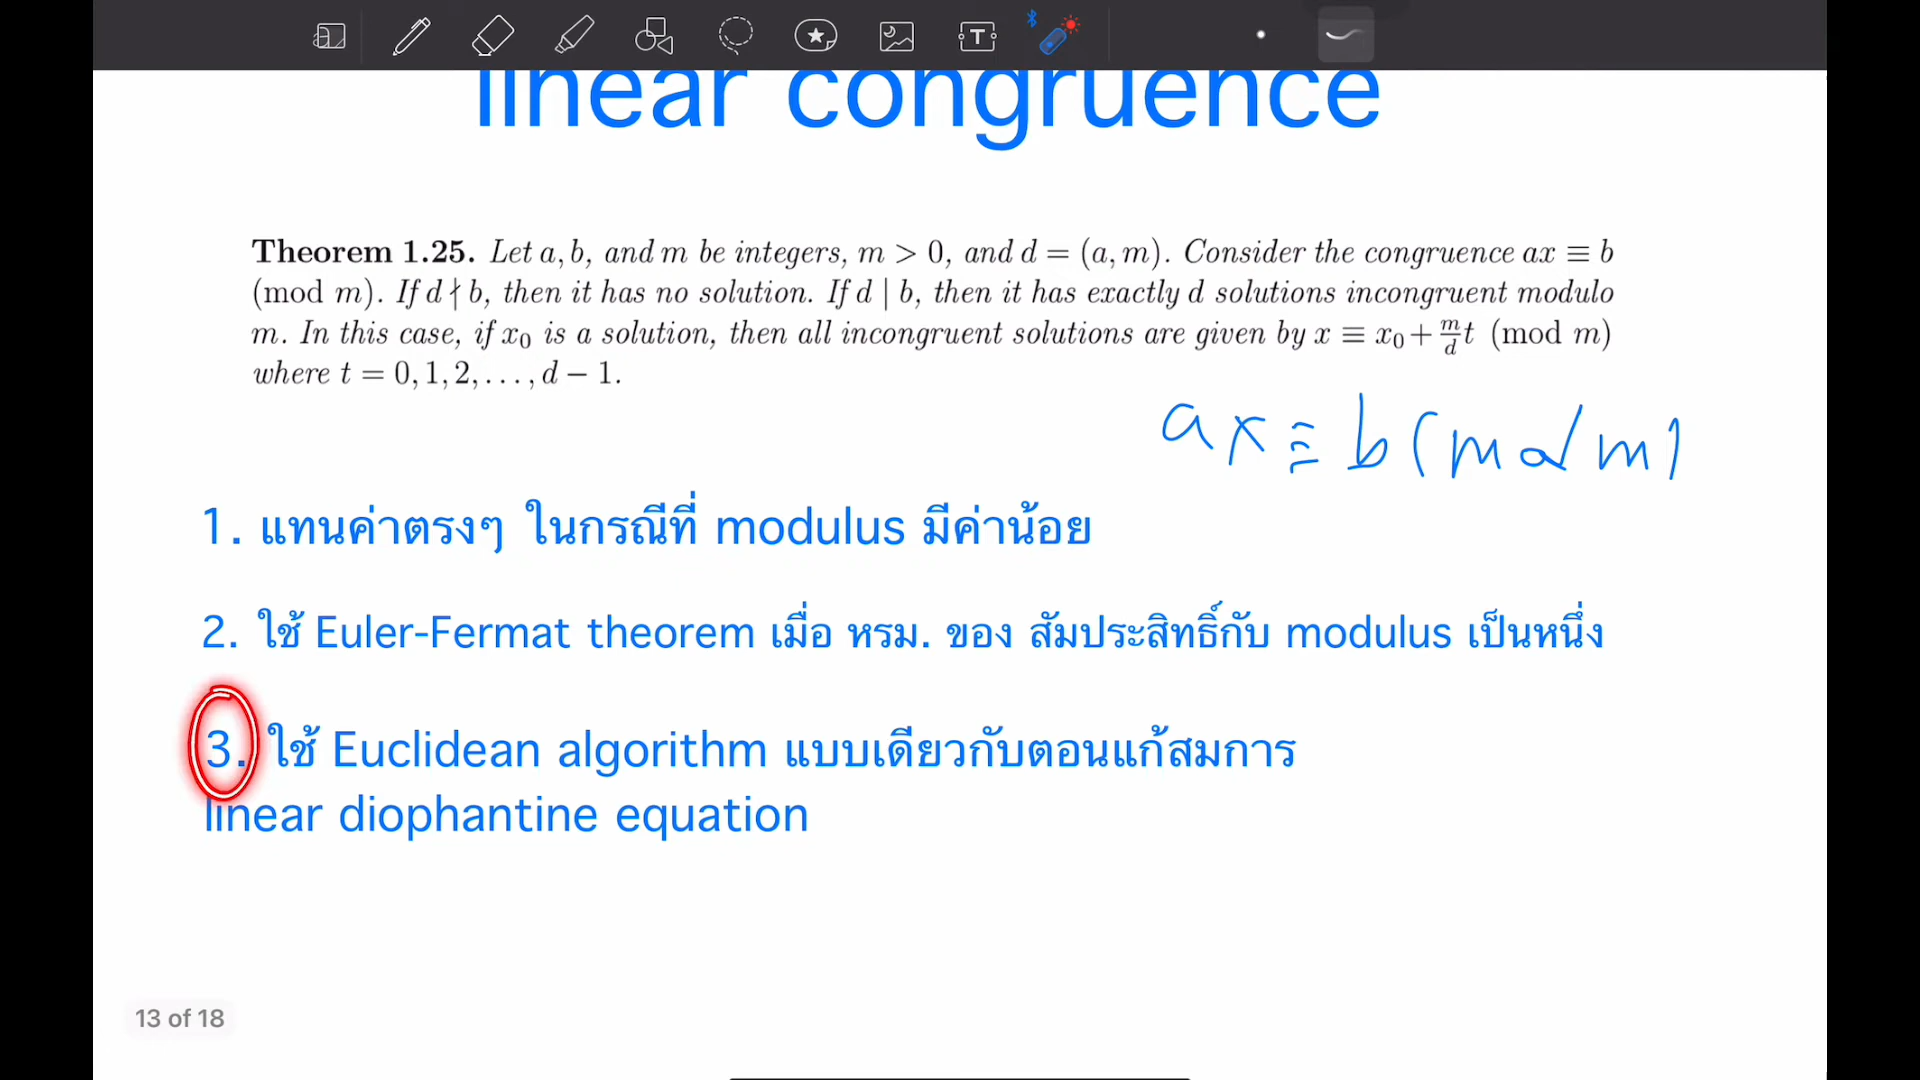 linear congruence
Theorem 1.25. Let a, b, and m be integers, m > 0, and d = (a, m). Consider the congruence ax ≡ b
(mod m). If d ∤ b, then it has no solution. If d | b, then it has exactly d solutions incongruent modulo
m. In this case, if x₀ is a solution, then all incongruent solutions are given by x ≡ x₀ + m/d t (mod m)
where t = 0, 1, 2, . . . , d − 1.
ax ≡ b (mod m)
1. แทนค่าตรงๆ ในกรณีที่ modulus มีค่าน้อย
2. ใช้ Euler-Fermat theorem เมื่อ หรม. ของ สัมประสิทธิ์กับ modulus เป็นหนึ่ง
3. ใช้ Euclidean algorithm แบบเดียวกับตอนแก้สมการ
linear diophantine equation
13 of 18